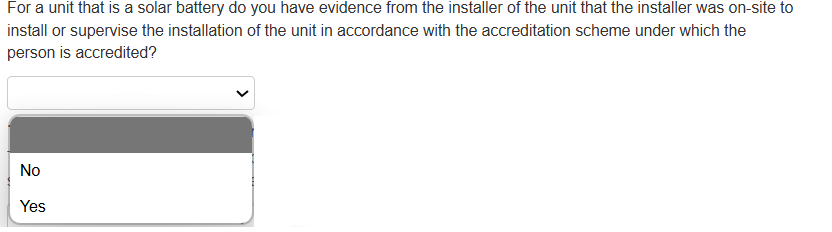 For a unit that is a solar battery do you have evidence from the installer of the unit that the installer was on-site to
install or supervise the installation of the unit in accordance with the accreditation scheme under which the
person is accredited?
No
Yes